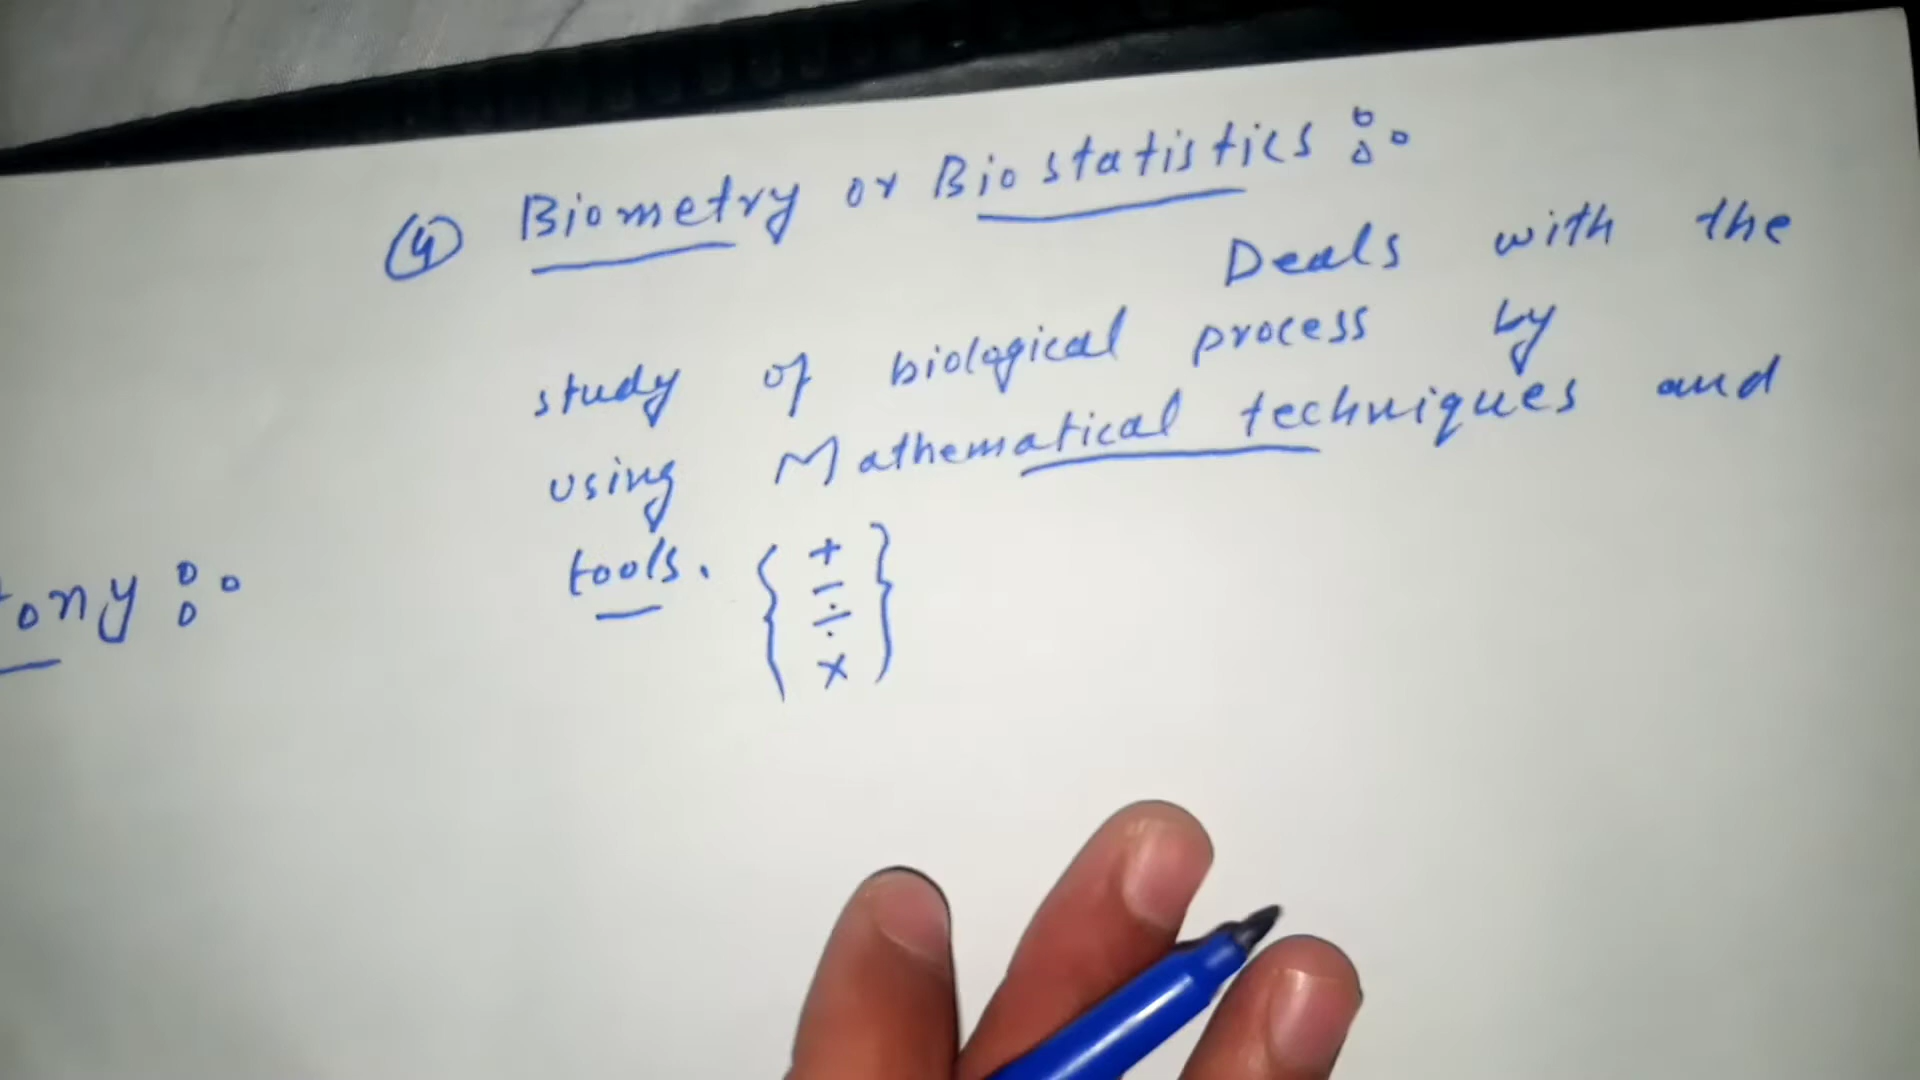 ④ Biometry or Biostatistics :
Deals with the
study of biological process by
using Mathematical techniques and
tools. { + - ÷ × }
ony :